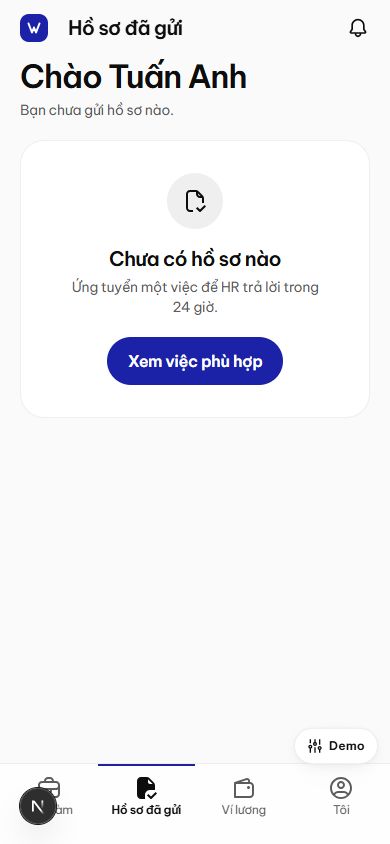 W
Hồ sơ đã gửi
Chào Tuấn Anh
Bạn chưa gửi hồ sơ nào.
Chưa có hồ sơ nào
Ứng tuyển một việc để HR trả lời trong
24 giờ.
Xem việc phù hợp
Demo
N
Hồ sơ đã gửi
Ví lương
Tôi